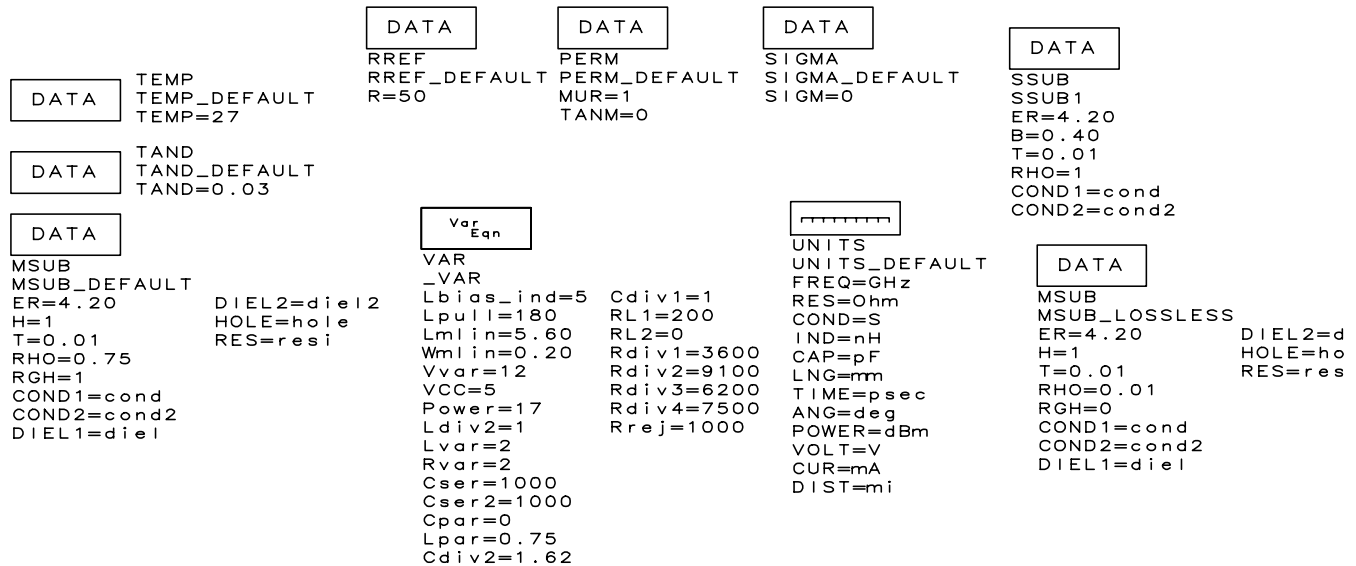 DATA
TEMP
TEMP_DEFAULT
TEMP=27
DATA
TAND
TAND_DEFAULT
TAND=0.03
DATA
RREF
RREF_DEFAULT
R=50
DATA
PERM
PERM_DEFAULT
MUR=1
TANM=0
DATA
SIGMA
SIGMA_DEFAULT
SIGM=0
DATA
SSUB
SSUB1
ER=4.20
B=0.40
T=0.01
RHO=1
COND1=cond
COND2=cond2
DATA
MSUB
MSUB_DEFAULT
ER=4.20
H=1
T=0.01
RHO=0.75
RGH=1
COND1=cond
COND2=cond2
DIEL1=diel
DIEL2=diel2
HOLE=hole
RES=resi
Var
Eqn
VAR
_VAR
Lbias_ind=5
Lpull=180
Lmlin=5.60
Wmlin=0.20
Vvar=12
VCC=5
Power=17
Ldiv2=1
Lvar=2
Rvar=2
Cser=1000
Cser2=1000
Cpar=0
Lpar=0.75
Cdiv2=1.62
Cdiv1=1
RL1=200
RL2=0
Rdiv1=3600
Rdiv2=9100
Rdiv3=6200
Rdiv4=7500
Rrej=1000
UNITS
UNITS_DEFAULT
FREQ=GHz
RES=Ohm
COND=S
IND=nH
CAP=pF
LNG=mm
TIME=psec
ANG=deg
POWER=dBm
VOLT=V
CUR=mA
DIST=mi
DATA
MSUB
MSUB_LOSSLESS
ER=4.20
H=1
T=0.01
RHO=0.01
RGH=0
COND1=cond
COND2=cond2
DIEL1=diel
DIEL2=d
HOLE=ho
RES=res